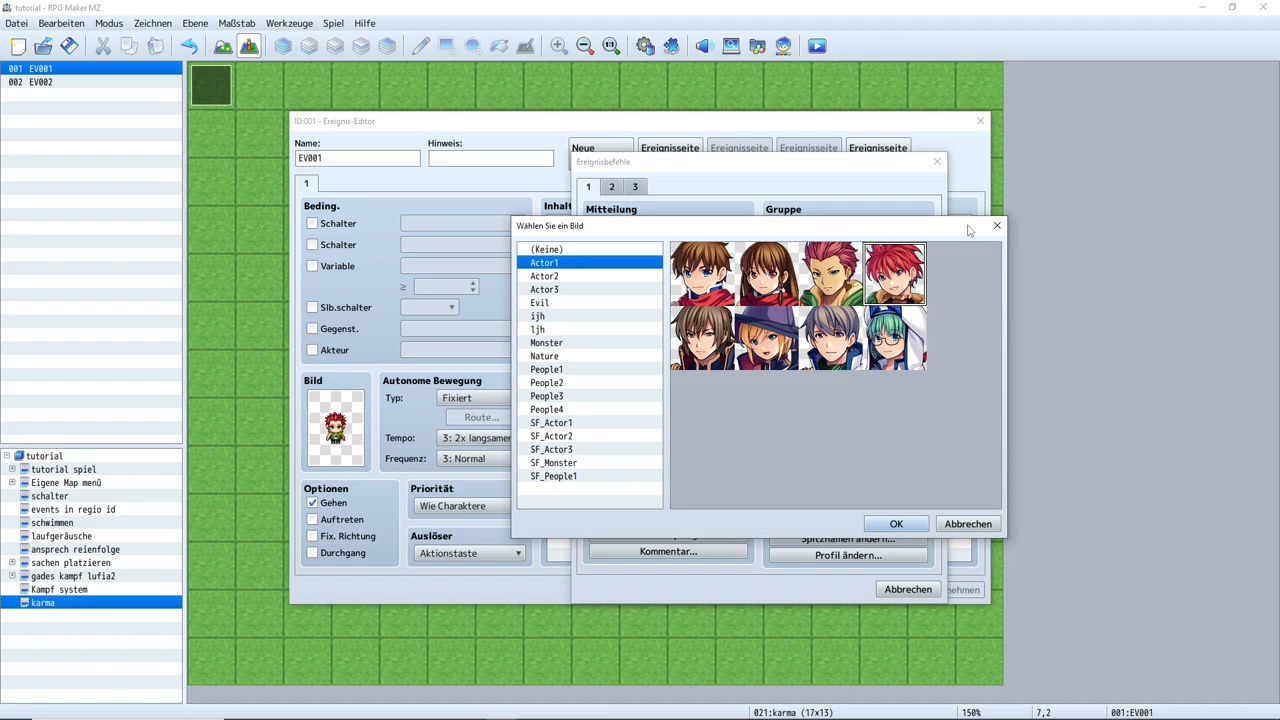 tutorial - RPG Maker MZ
Datei Bearbeiten Modus Zeichnen Ebene Maßstab Werkzeuge Spiel Hilfe
001 EV001
002 EV002
ID:001 - Ereignis-Editor
Name:
Hinweis:
EV001
Neue
Ereignisseite
Ereignisseite
Ereignisseite
Ereignisseite
Ereignisbefehle
1
1 2 3
Beding.
Inhalt
Mitteilung
Gruppe
Schalter
Schalter
Variable
≥
Slb.schalter
Gegenst.
Akteur
Wählen Sie ein Bild
(Keine)
Actor1
Actor2
Actor3
Evil
ijh
ljh
Monster
Nature
People1
People2
People3
People4
SF_Actor1
SF_Actor2
SF_Actor3
SF_Monster
SF_People1
OK
Abbrechen
Bild
Autonome Bewegung
Typ:
Fixiert
Route...
Tempo:
3: 2x langsamer
Frequenz:
3: Normal
Optionen
Gehen
Auftreten
Fix. Richtung
Durchgang
Priorität
Wie Charaktere
Auslöser
Aktionstaste
Spitznamen ändern...
Kommentar...
Profil ändern...
Abbrechen
nehmen
tutorial
tutorial spiel
Eigene Map menü
schalter
events in regio id
schwimmen
laufgeräusche
ansprech reienfolge
sachen platzieren
gades kampf lufia2
Kampf system
karma
021:karma (17x13)
150%
7,2
001:EV001